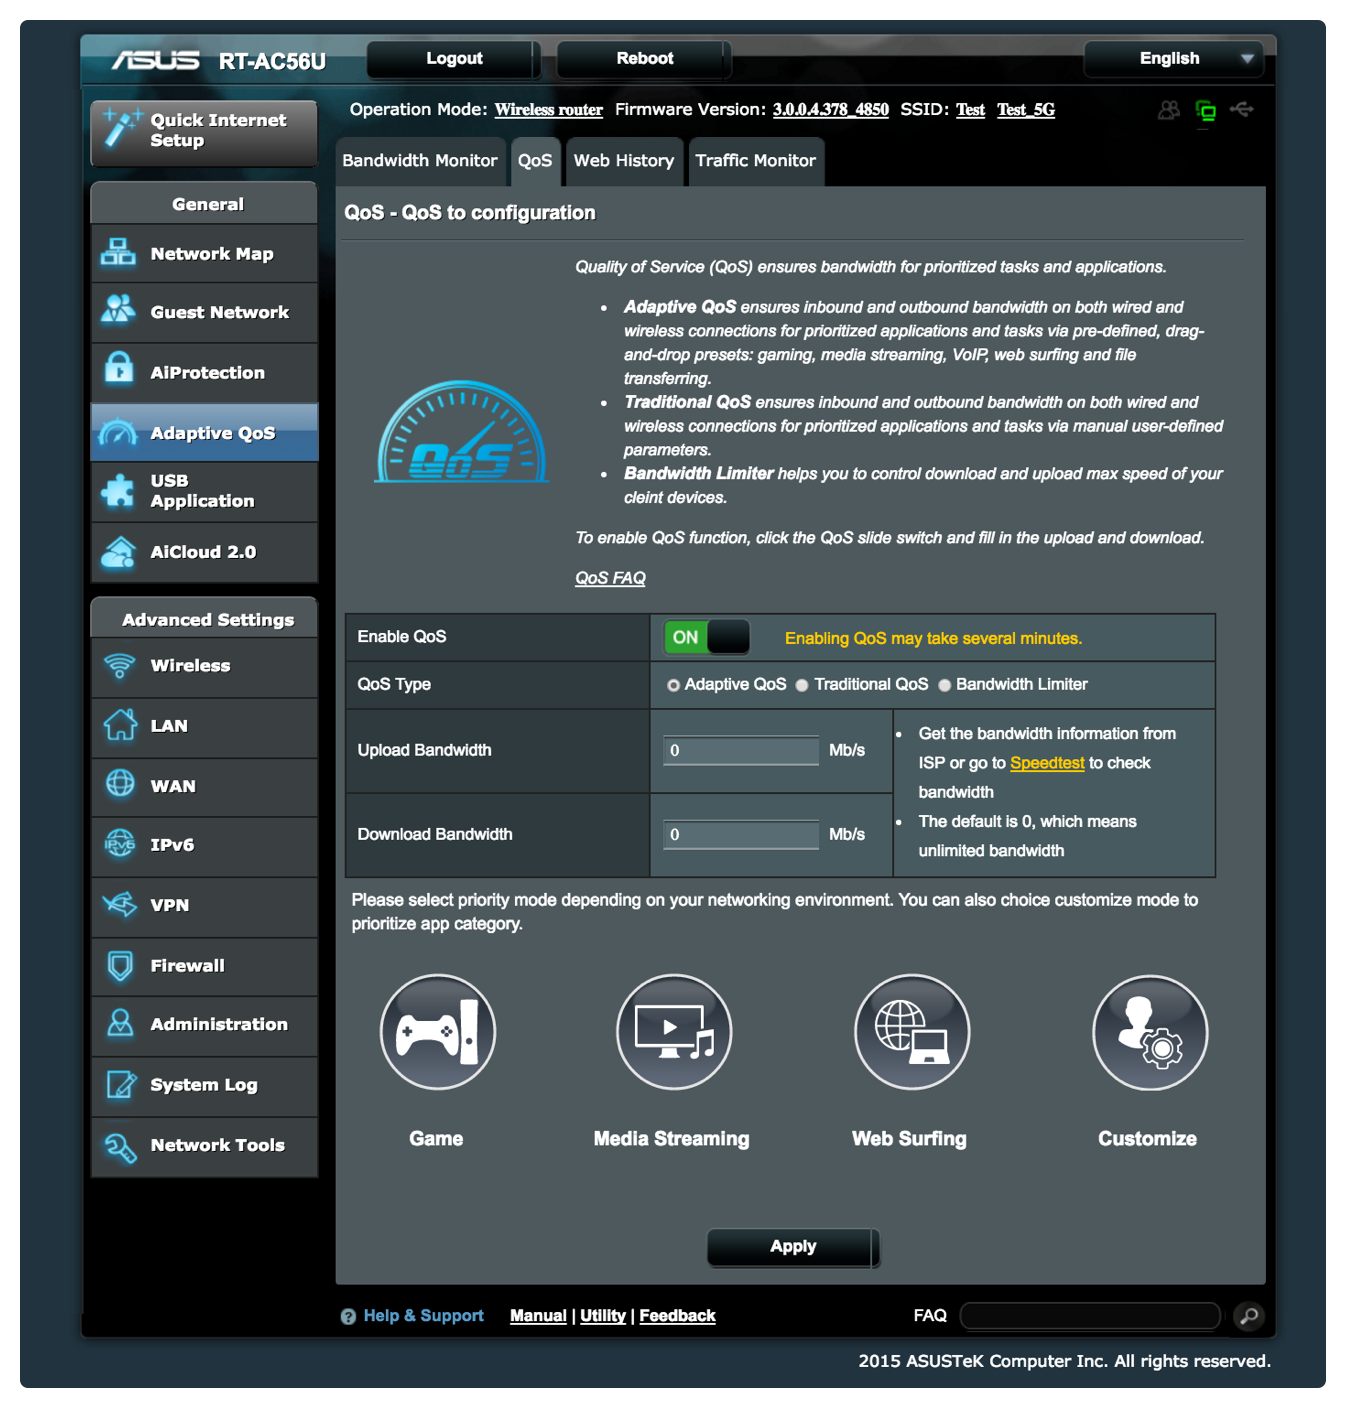 ASUS RT-AC56U Logout Reboot English
Operation Mode: Wireless router Firmware Version: 3.0.0.4.378_4850 SSID: Test Test_5G
Quick Internet
Setup
General
Network Map
Guest Network
AiProtection
Adaptive QoS
USB
Application
AiCloud 2.0
Advanced Settings
Wireless
LAN
WAN
IPv6
IPv6
VPN
Firewall
Administration
System Log
Network Tools
Bandwidth Monitor QoS Web History Traffic Monitor
QoS - QoS to configuration
QoS
Quality of Service (QoS) ensures bandwidth for prioritized tasks and applications.
• Adaptive QoS ensures inbound and outbound bandwidth on both wired and
wireless connections for prioritized applications and tasks via pre-defined, drag-
and-drop presets: gaming, media streaming, VoIP, web surfing and file
transferring.
• Traditional QoS ensures inbound and outbound bandwidth on both wired and
wireless connections for prioritized applications and tasks via manual user-defined
parameters.
• Bandwidth Limiter helps you to control download and upload max speed of your
cleint devices.
To enable QoS function, click the QoS slide switch and fill in the upload and download.
QoS FAQ
Enable QoS ON Enabling QoS may take several minutes.
QoS Type Adaptive QoS Traditional QoS Bandwidth Limiter
Upload Bandwidth 0 Mb/s
Download Bandwidth 0 Mb/s
• Get the bandwidth information from
ISP or go to Speedtest to check
bandwidth
• The default is 0, which means
unlimited bandwidth
Please select priority mode depending on your networking environment. You can also choice customize mode to
prioritize app category.
Game Media Streaming Web Surfing Customize
Apply
? Help & Support Manual | Utility | Feedback FAQ
2015 ASUSTeK Computer Inc. All rights reserved.